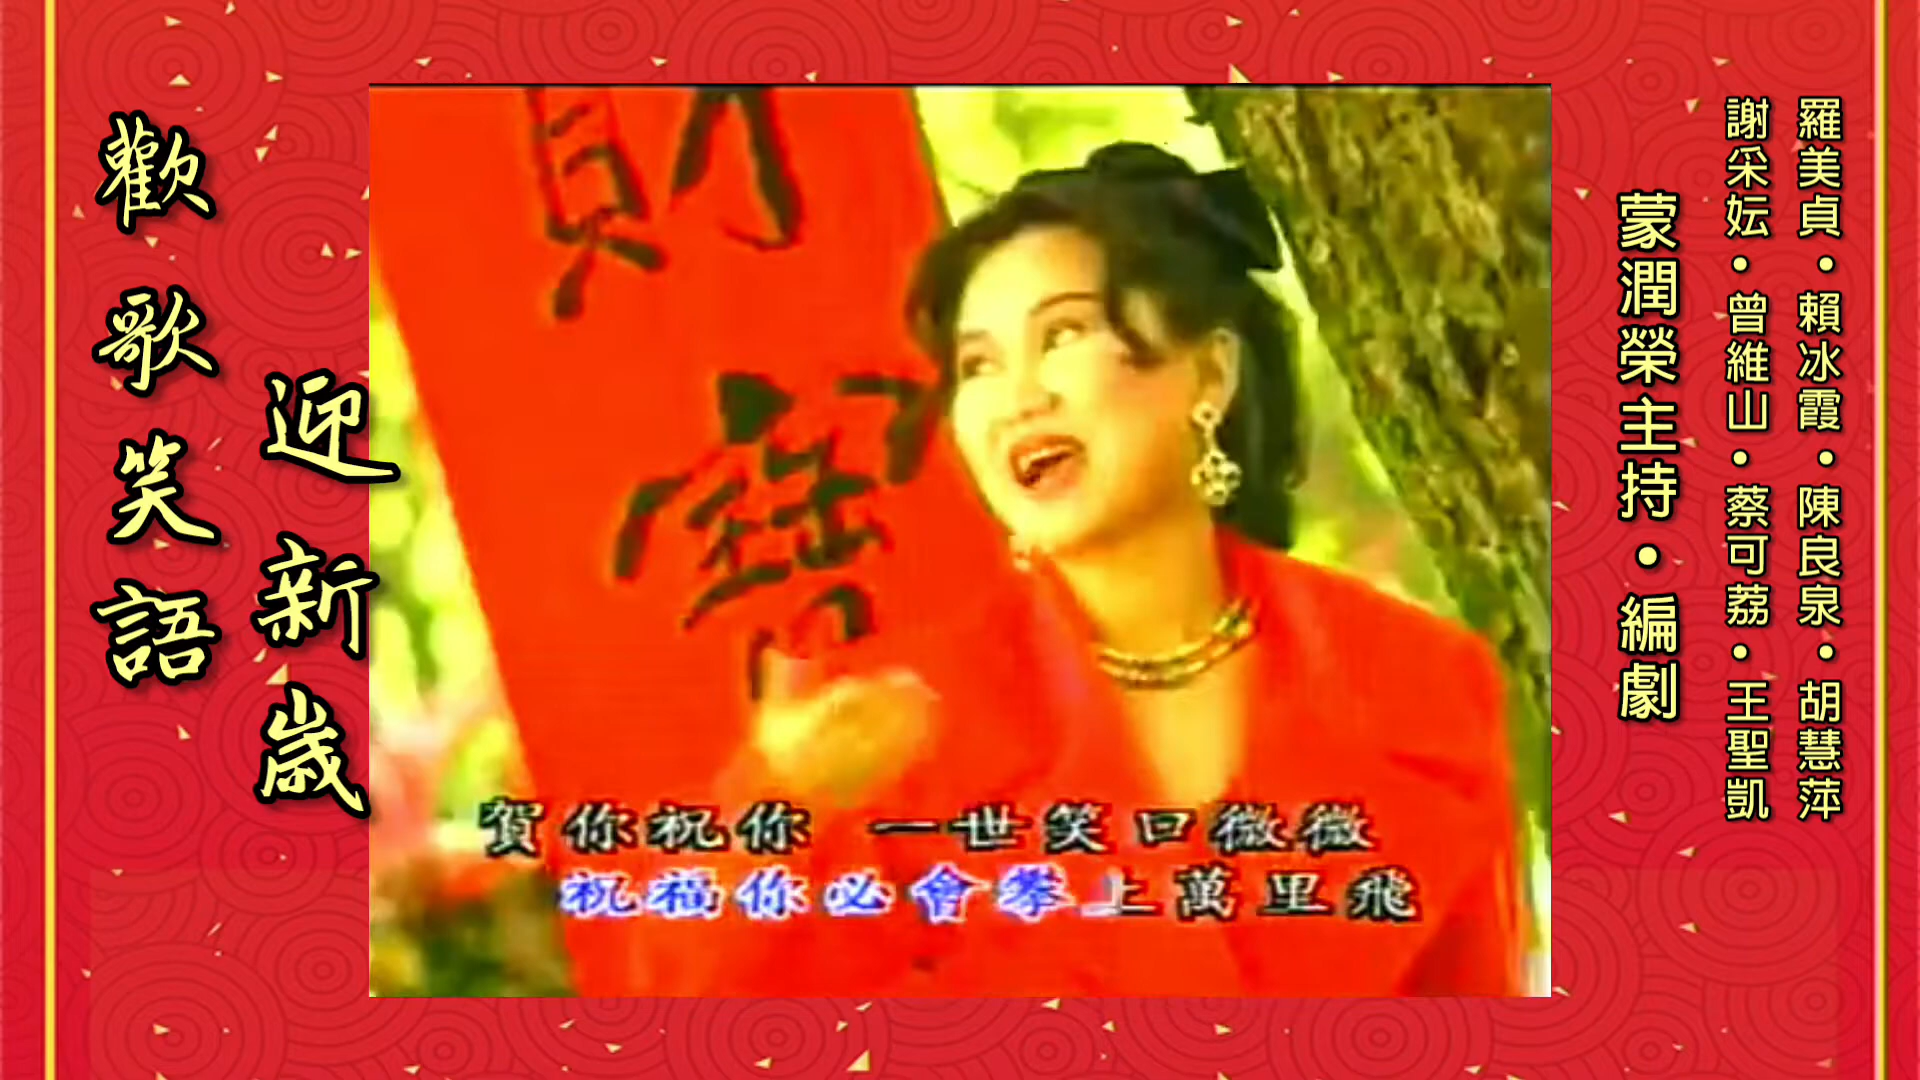 歡歌笑語
迎新歲
財寶
賀你祝你 一世笑口微微
祝福你必會攀上萬里飛
羅美貞・賴冰霞・陳良泉・胡慧萍
謝采妘・曾維山・蔡可荔・王聖凱
蒙潤榮主持・編劇